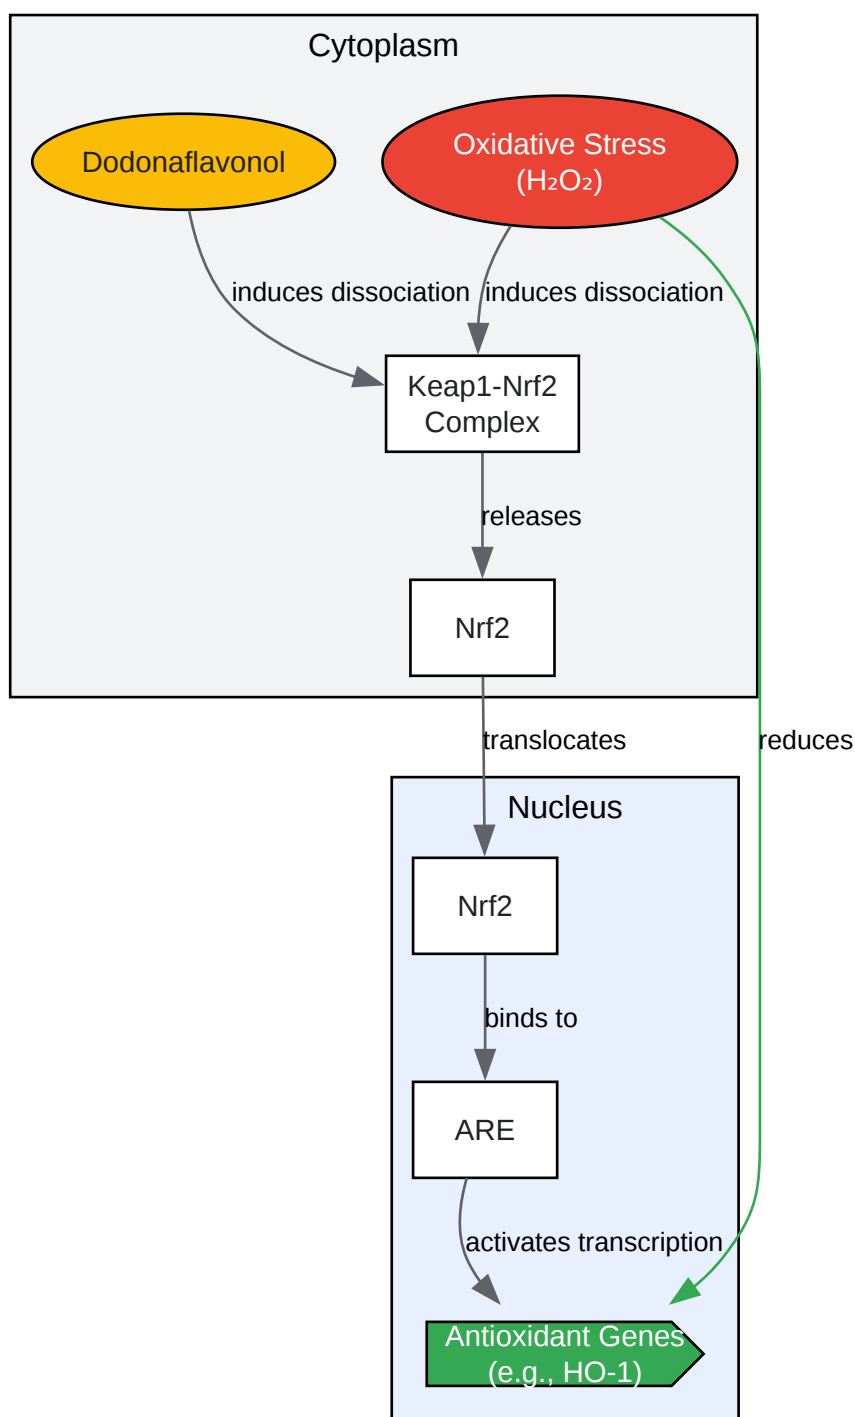 Cytoplasm
Dodonaflavonol
Oxidative Stress
(H₂O₂)
induces dissociation
induces dissociation
Keap1-Nrf2
Complex
releases
Nrf2
translocates
reduces
Nucleus
Nrf2
binds to
ARE
activates transcription
Antioxidant Genes
(e.g., HO-1)